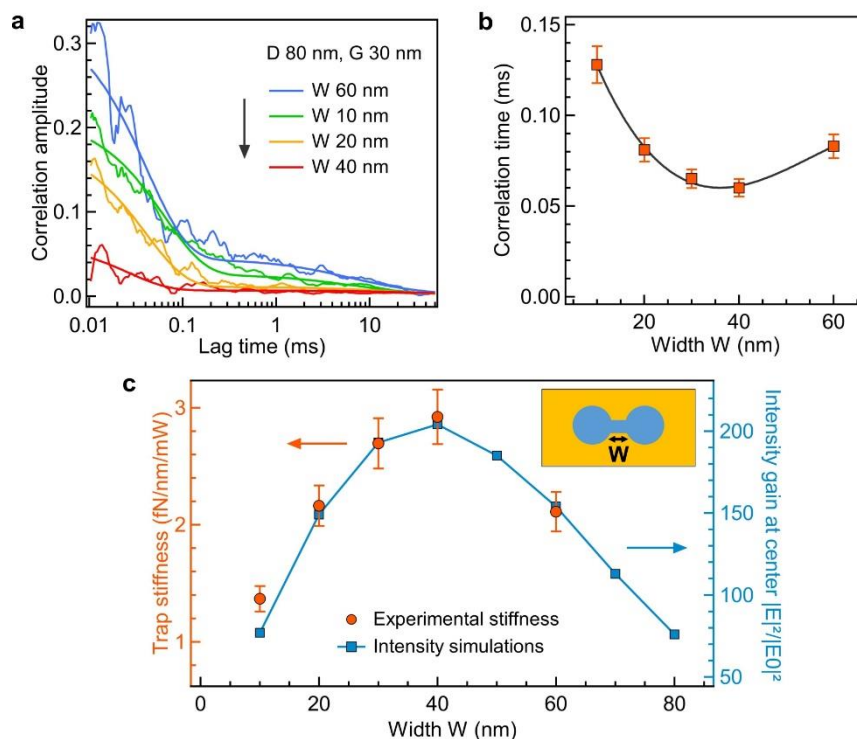 a
D 80 nm, G 30 nm
W 60 nm
W 10 nm
W 20 nm
W 40 nm
Correlation amplitude
0.3
0.2
0.1
0.0
0.01
0.1
1
10
Lag time (ms)
b
Correlation time (ms)
0.15
0.10
0.05
0.00
20
40
60
Width W (nm)
c
Trap stiffness (fN/nm/mW)
3
2
1
W
Experimental stiffness
Intensity simulations
Intensity gain at center |E|²/|E0|²
200
150
100
50
0
20
40
60
80
Width W (nm)